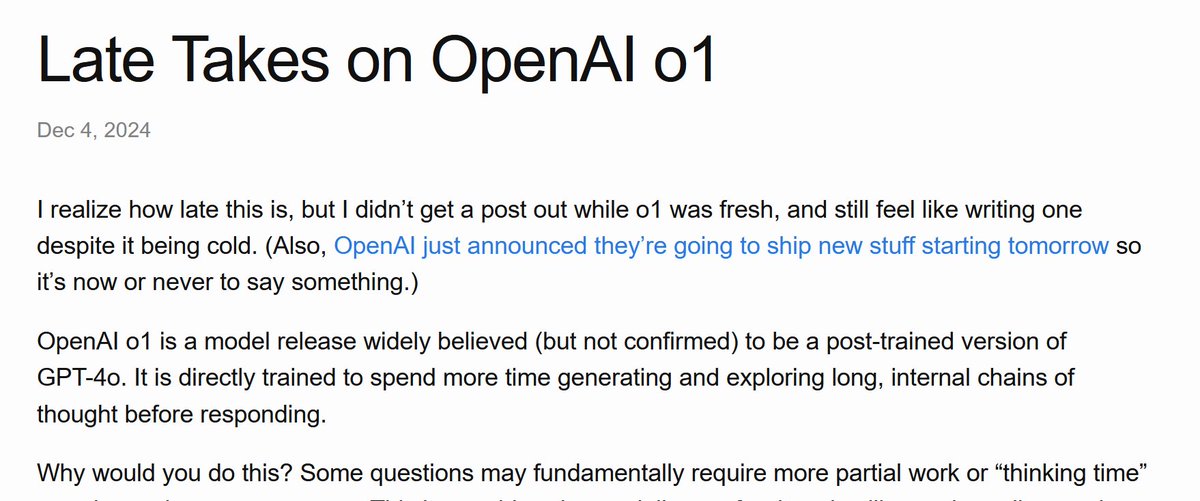 Late Takes on OpenAI o1
Dec 4, 2024
I realize how late this is, but I didn’t get a post out while o1 was fresh, and still feel like writing one
despite it being cold. (Also, OpenAI just announced they’re going to ship new stuff starting tomorrow so
it’s now or never to say something.)
OpenAI o1 is a model release widely believed (but not confirmed) to be a post-trained version of
GPT-4o. It is directly trained to spend more time generating and exploring long, internal chains of
thought before responding.
Why would you do this? Some questions may fundamentally require more partial work or “thinking time”